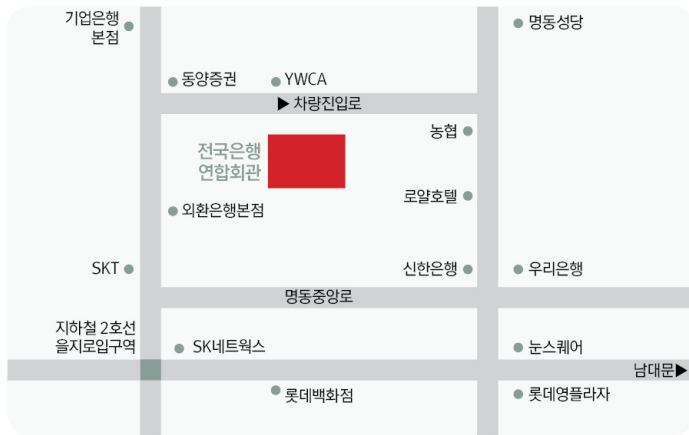 기업은행
본점
명동성당
동양증권
YWCA
▶ 차량진입로
농협
전국은행
연합회관
로얄호텔
외환은행본점
SKT
신한은행
우리은행
명동중앙로
지하철 2호선
을지로입구역
SK네트웍스
눈스퀘어
남대문▶
롯데백화점
롯데영플라자